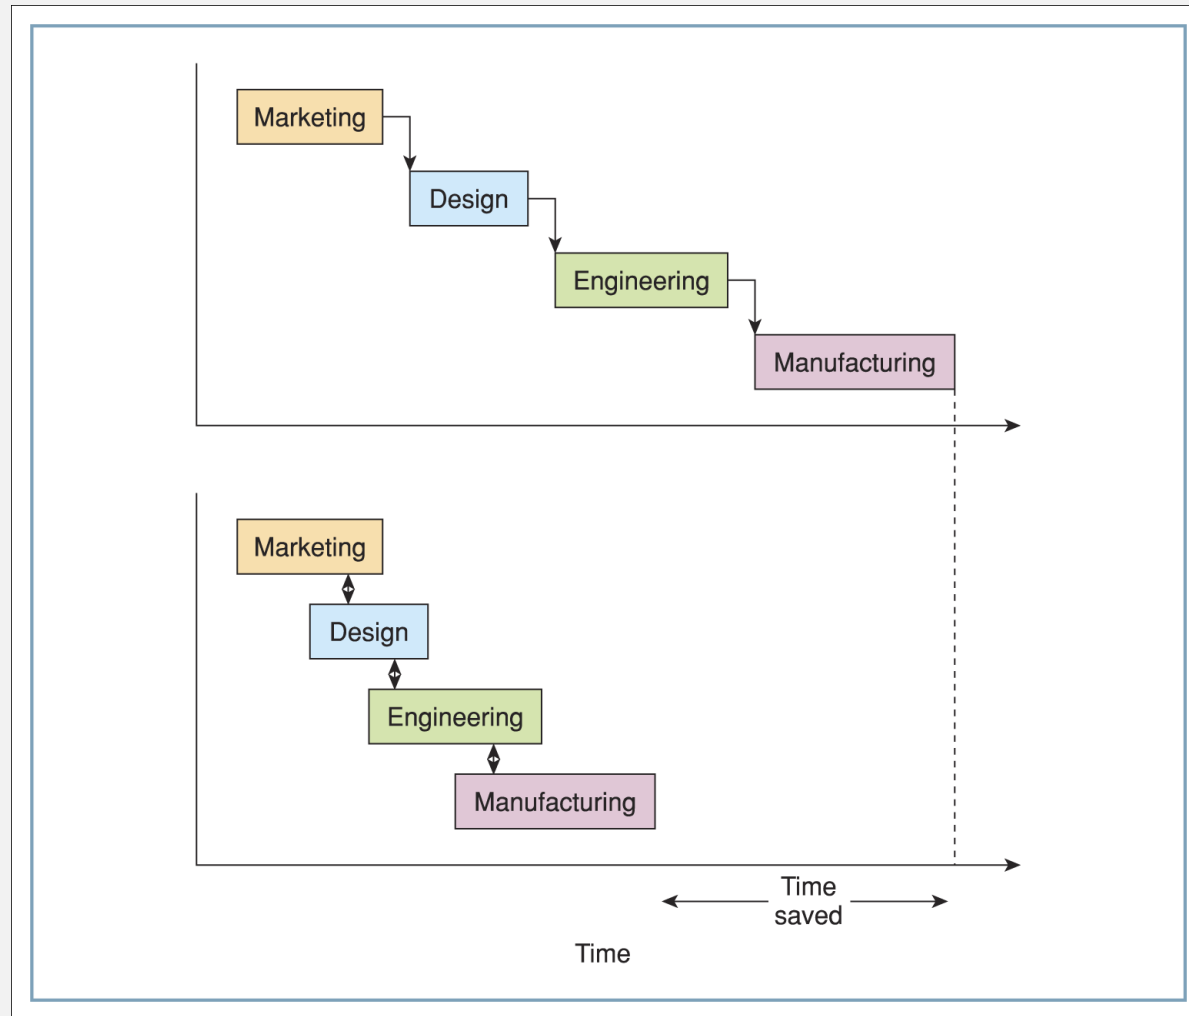 Marketing
Design
Engineering
Manufacturing
Marketing
Design
Engineering
Manufacturing
Time
saved
Time